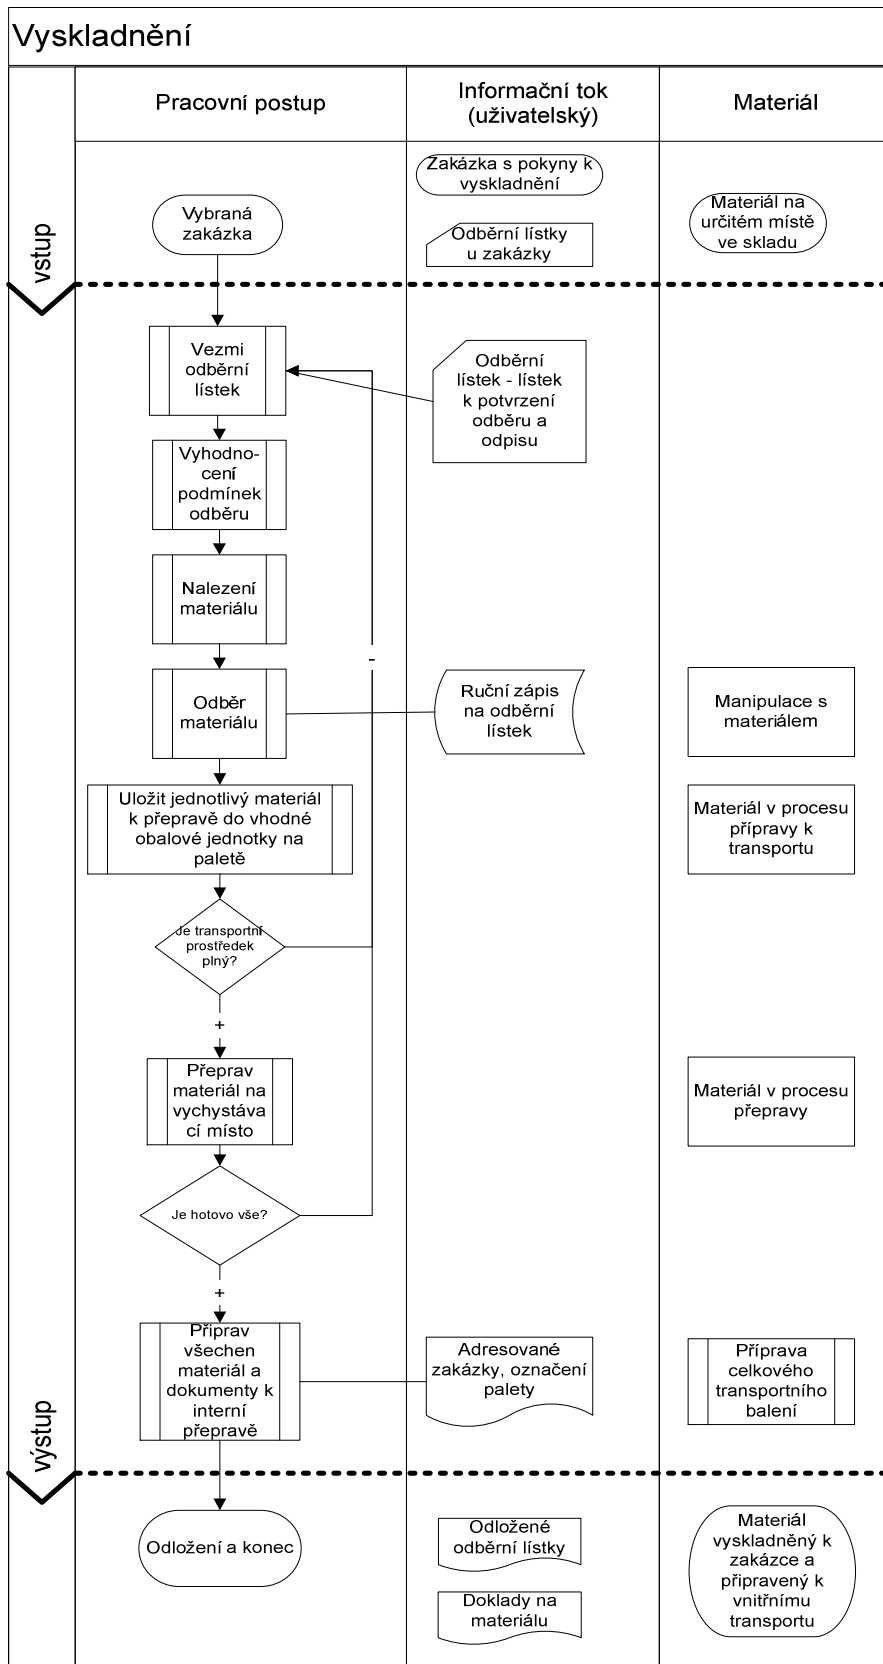 Vyskladnění
Pracovní postup
Informační tok
(uživatelský)
Materiál
vstup
Vybraná
zakázka
Zakázka s pokyny k
vyskladnění
Odběrní lístky
u zakázky
Materiál na
určitém místě
ve skladu
Vezmi
odběrní
lístek
Odběrní
lístek - lístek
k potvrzení
odběru a
odpisu
Vyhodno-
cení
podmínek
odběru
Nalezení
materiálu
-
Odběr
materiálu
Ruční zápis
na odběrní
lístek
Manipulace s
materiálem
Uložit jednotlivý materiál
k přepravě do vhodné
obalové jednotky na
paletě
Materiál v procesu
přípravy k
transportu
Je transportní
prostředek
plný?
+
Přeprav
materiál na
vychystáva
cí místo
Materiál v procesu
přepravy
Je hotovo vše?
+
Připrav
všechen
materiál a
dokumenty k
interní
přepravě
Adresované
zakázky, označení
palety
Příprava
celkového
transportního
balení
výstup
Odložení a konec
Odložené
odběrní lístky
Doklady na
materiálu
Materiál
vyskladněný k
zakázce a
připravený k
vnitřnímu
transportu